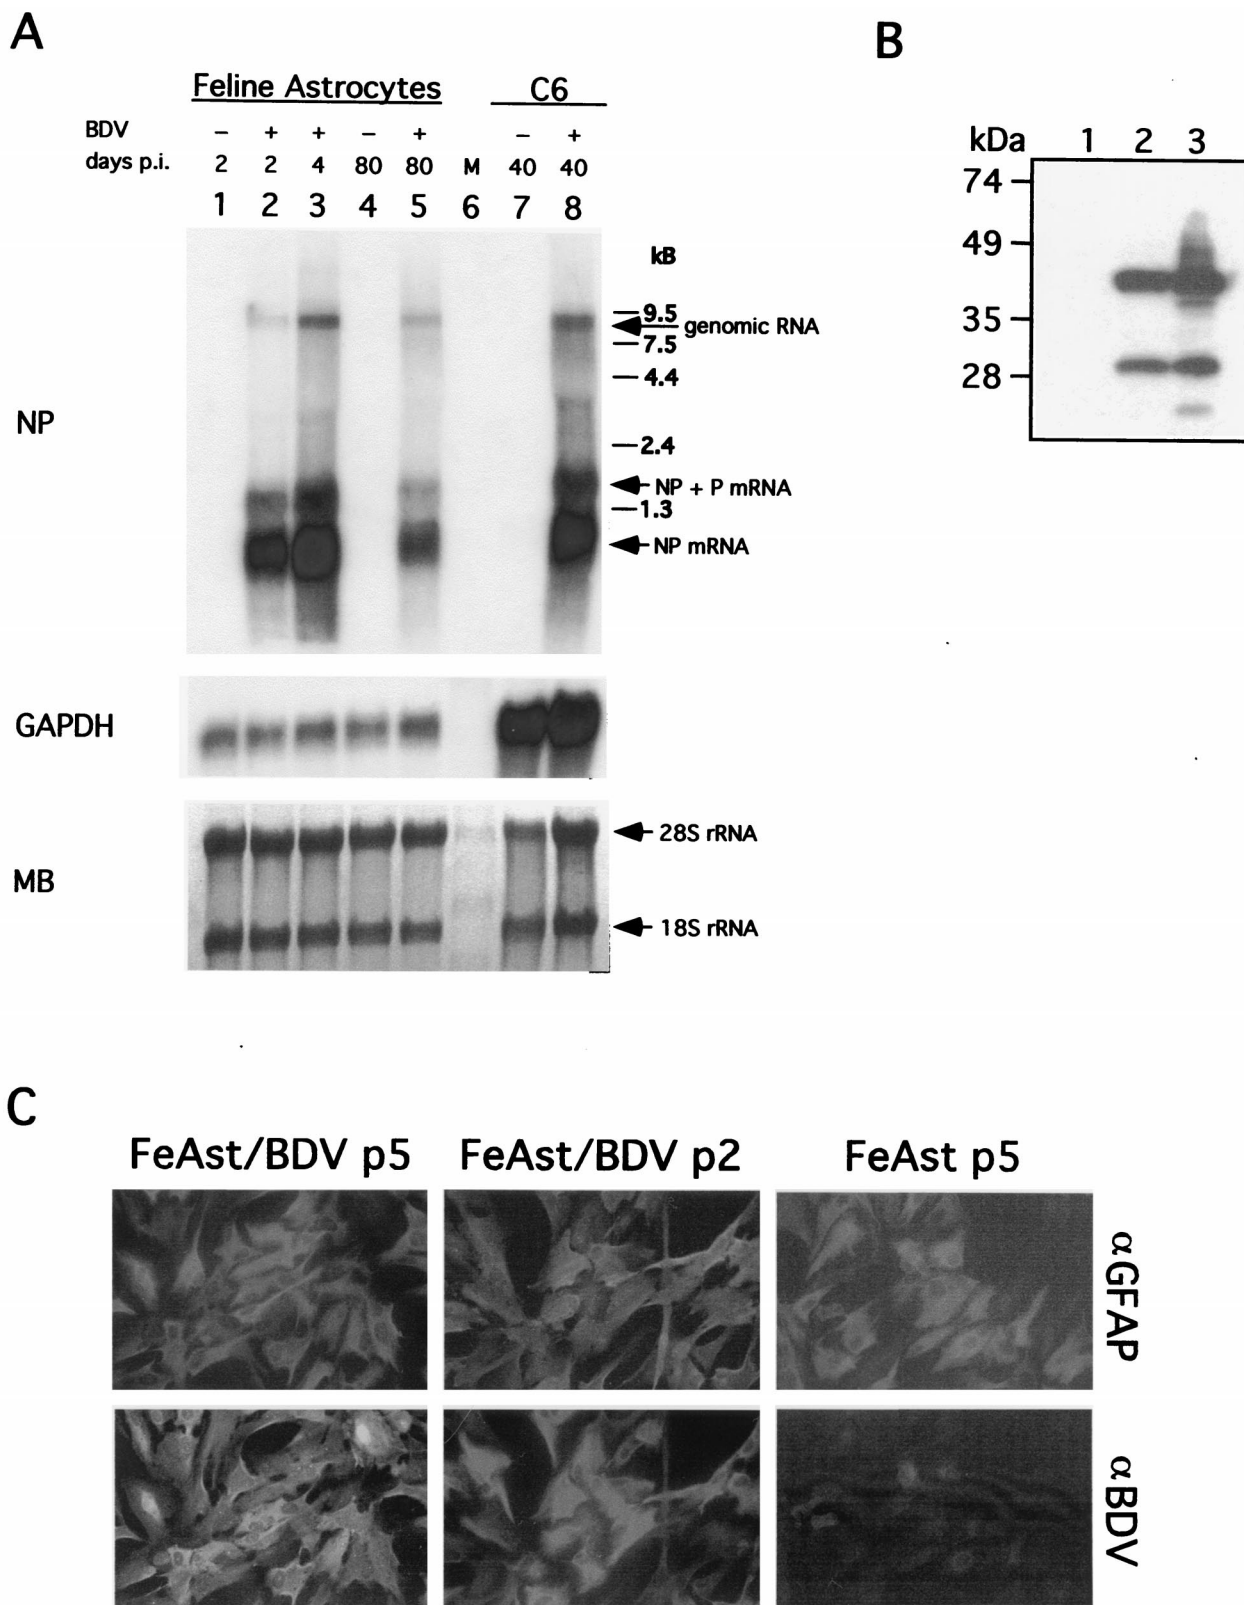 A
Feline Astrocytes C6
BDV - + + - + - +
days p.i. 2 2 4 80 80 M 40 40
1 2 3 4 5 6 7 8
kB
9.5
genomic RNA
7.5
4.4
NP
2.4
NP + P mRNA
1.3
NP mRNA
GAPDH
28S rRNA
MB
18S rRNA
B
kDa 1 2 3
74
49
35
28
C
FeAst/BDV p5 FeAst/BDV p2 FeAst p5
αGFAP
αBDV